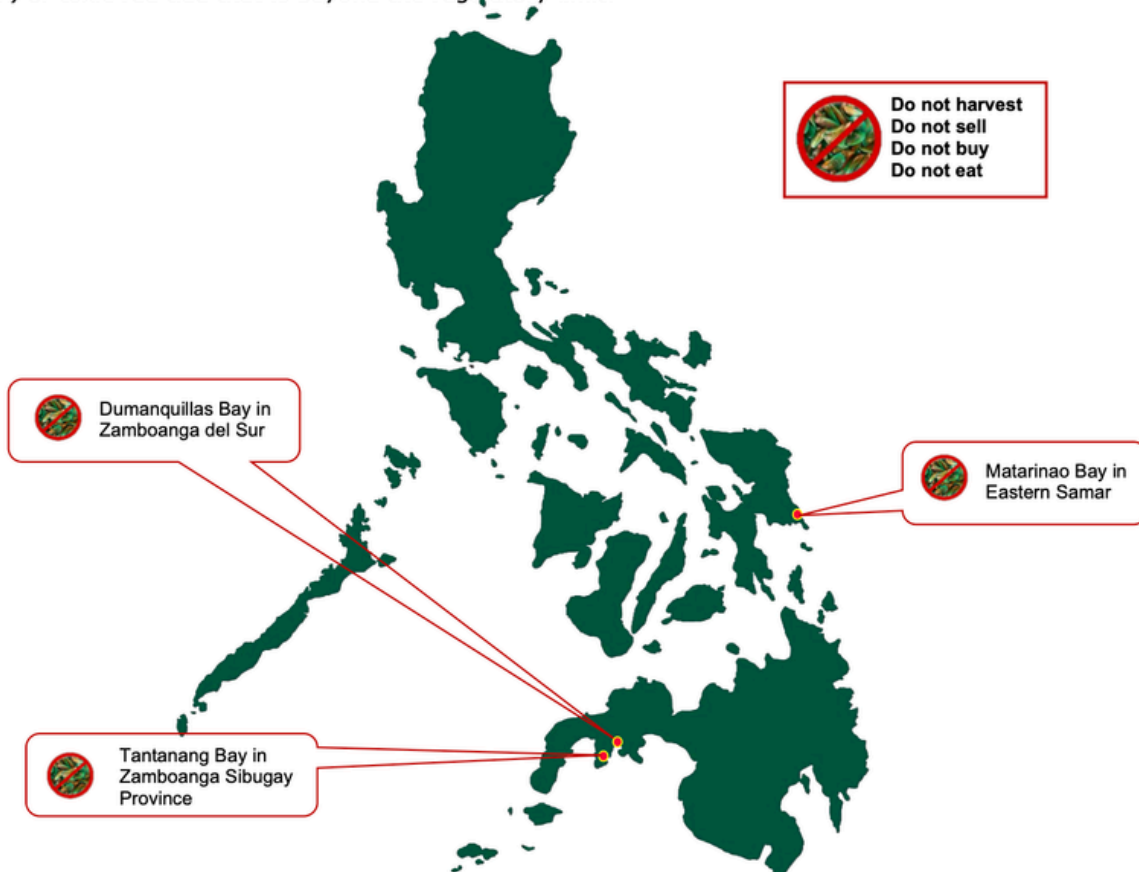 Do not harvest
Do not sell
Do not buy
Do not eat
Dumanquillas Bay in
Zamboanga del Sur
Matarinao Bay in
Eastern Samar
Tantanang Bay in
Zamboanga Sibugay
Province